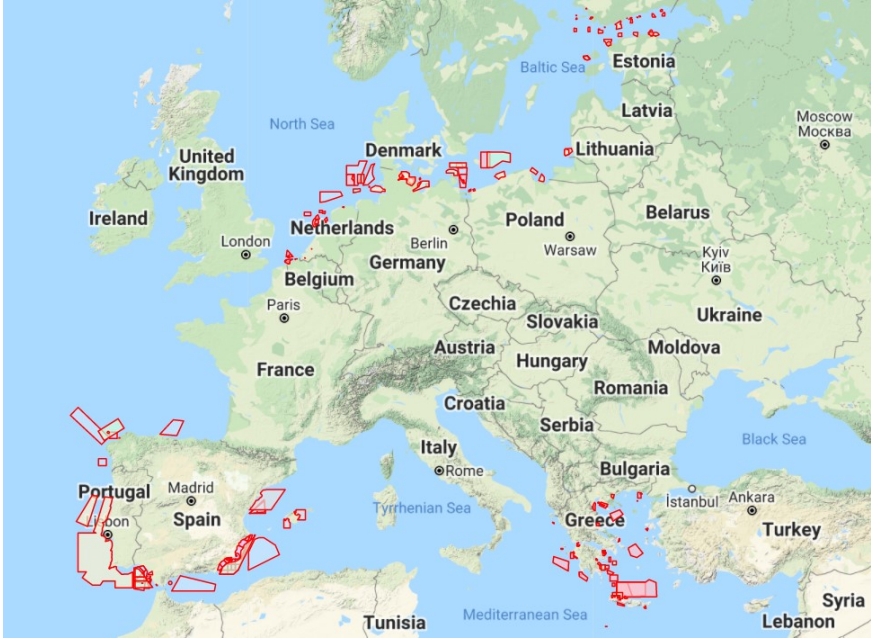 Baltic Sea
Estonia
Latvia
Moscow
Москва
North Sea
Denmark
Lithuania
United
Kingdom
Ireland
Netherlands
Poland
Belarus
London
Berlin
Warsaw
Belgium
Germany
Kyiv
Київ
Paris
Czechia
Ukraine
Slovakia
Austria
Moldova
France
Hungary
Romania
Croatia
Serbia
Italy
Black Sea
Rome
Bulgaria
Portugal
Madrid
İstanbul
Ankara
Spain
Tyrrhenian Sea
Greece
Turkey
Syria
Mediterranean Sea
Tunisia
Lebanon